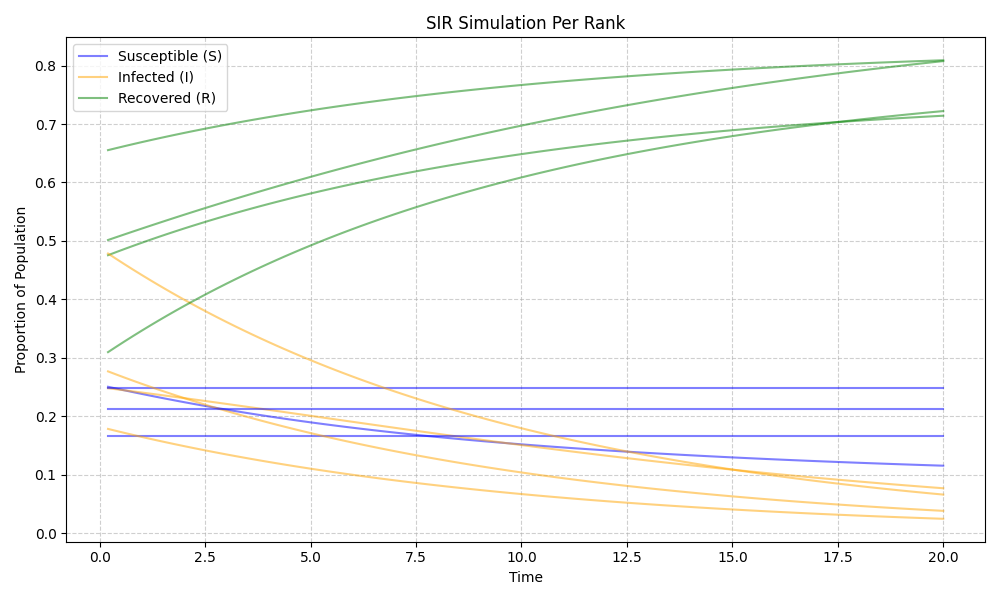 SIR Simulation Per Rank
Susceptible (S)
Infected (I)
Recovered (R)
Proportion of Population
0.8
0.7
0.6
0.5
0.4
0.3
0.2
0.1
0.0
0.0 2.5 5.0 7.5 10.0 12.5 15.0 17.5 20.0
Time